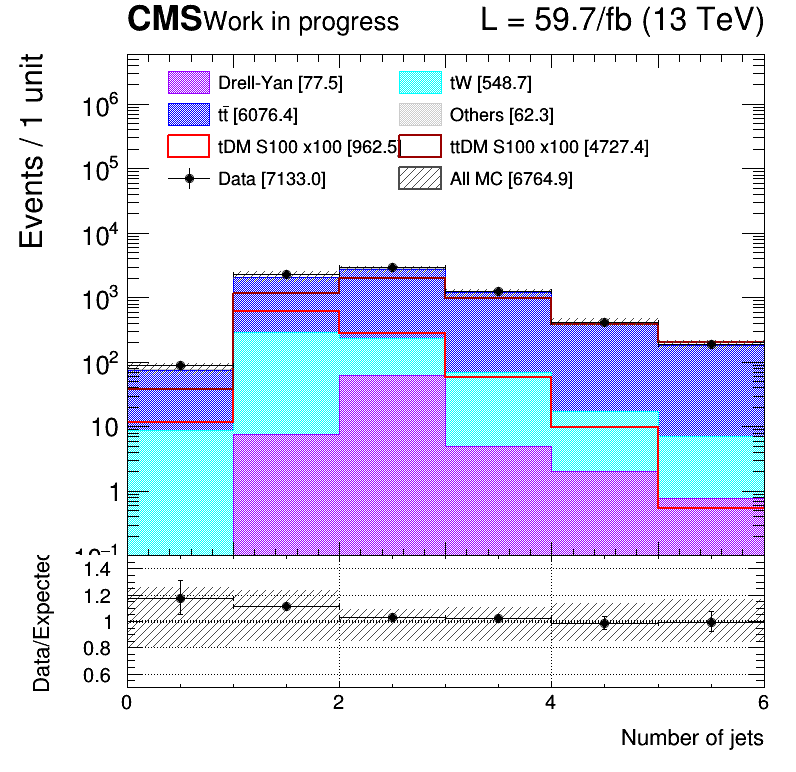 CMS Work in progress L = 59.7/fb (13 TeV)
Events / 1 unit
10⁶
10⁵
10⁴
10³
10²
10
1
10⁻¹
Drell-Yan [77.5] tW [548.7]
tt̄ [6076.4] Others [62.3]
tDM S100 x100 [962.5] ttDM S100 x100 [4727.4]
Data [7133.0] All MC [6764.9]
Data/Expected
1.4
1.2
1
0.8
0.6
0 2 4 6
Number of jets